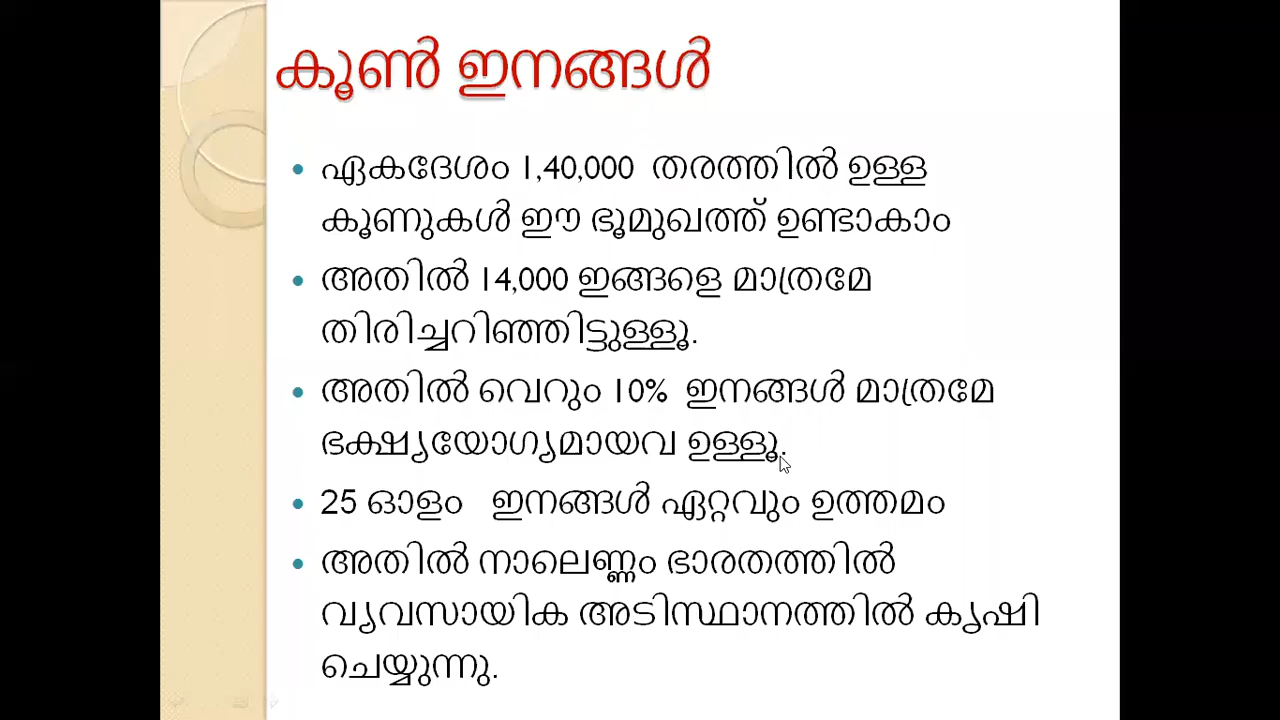 കൂൺ ഇനങ്ങൾ
• ഏകദേശം 1,40,000 തരത്തിൽ ഉള്ള
കൂണുകൾ ഈ ഭൂമുഖത്ത് ഉണ്ടാകാം
• അതിൽ 14,000 ഇങ്ങളെ മാത്രമേ
തിരിച്ചറിഞ്ഞിട്ടുള്ളൂ.
• അതിൽ വെറും 10% ഇനങ്ങൾ മാത്രമേ
ഭക്ഷ്യയോഗ്യമായവ ഉള്ളൂ.
• 25 ഓളം ഇനങ്ങൾ ഏറ്റവും ഉത്തമം
• അതിൽ നാലെണ്ണം ഭാരതത്തിൽ
വ്യവസായിക അടിസ്ഥാനത്തിൽ കൃഷി
ചെയ്യുന്നു.